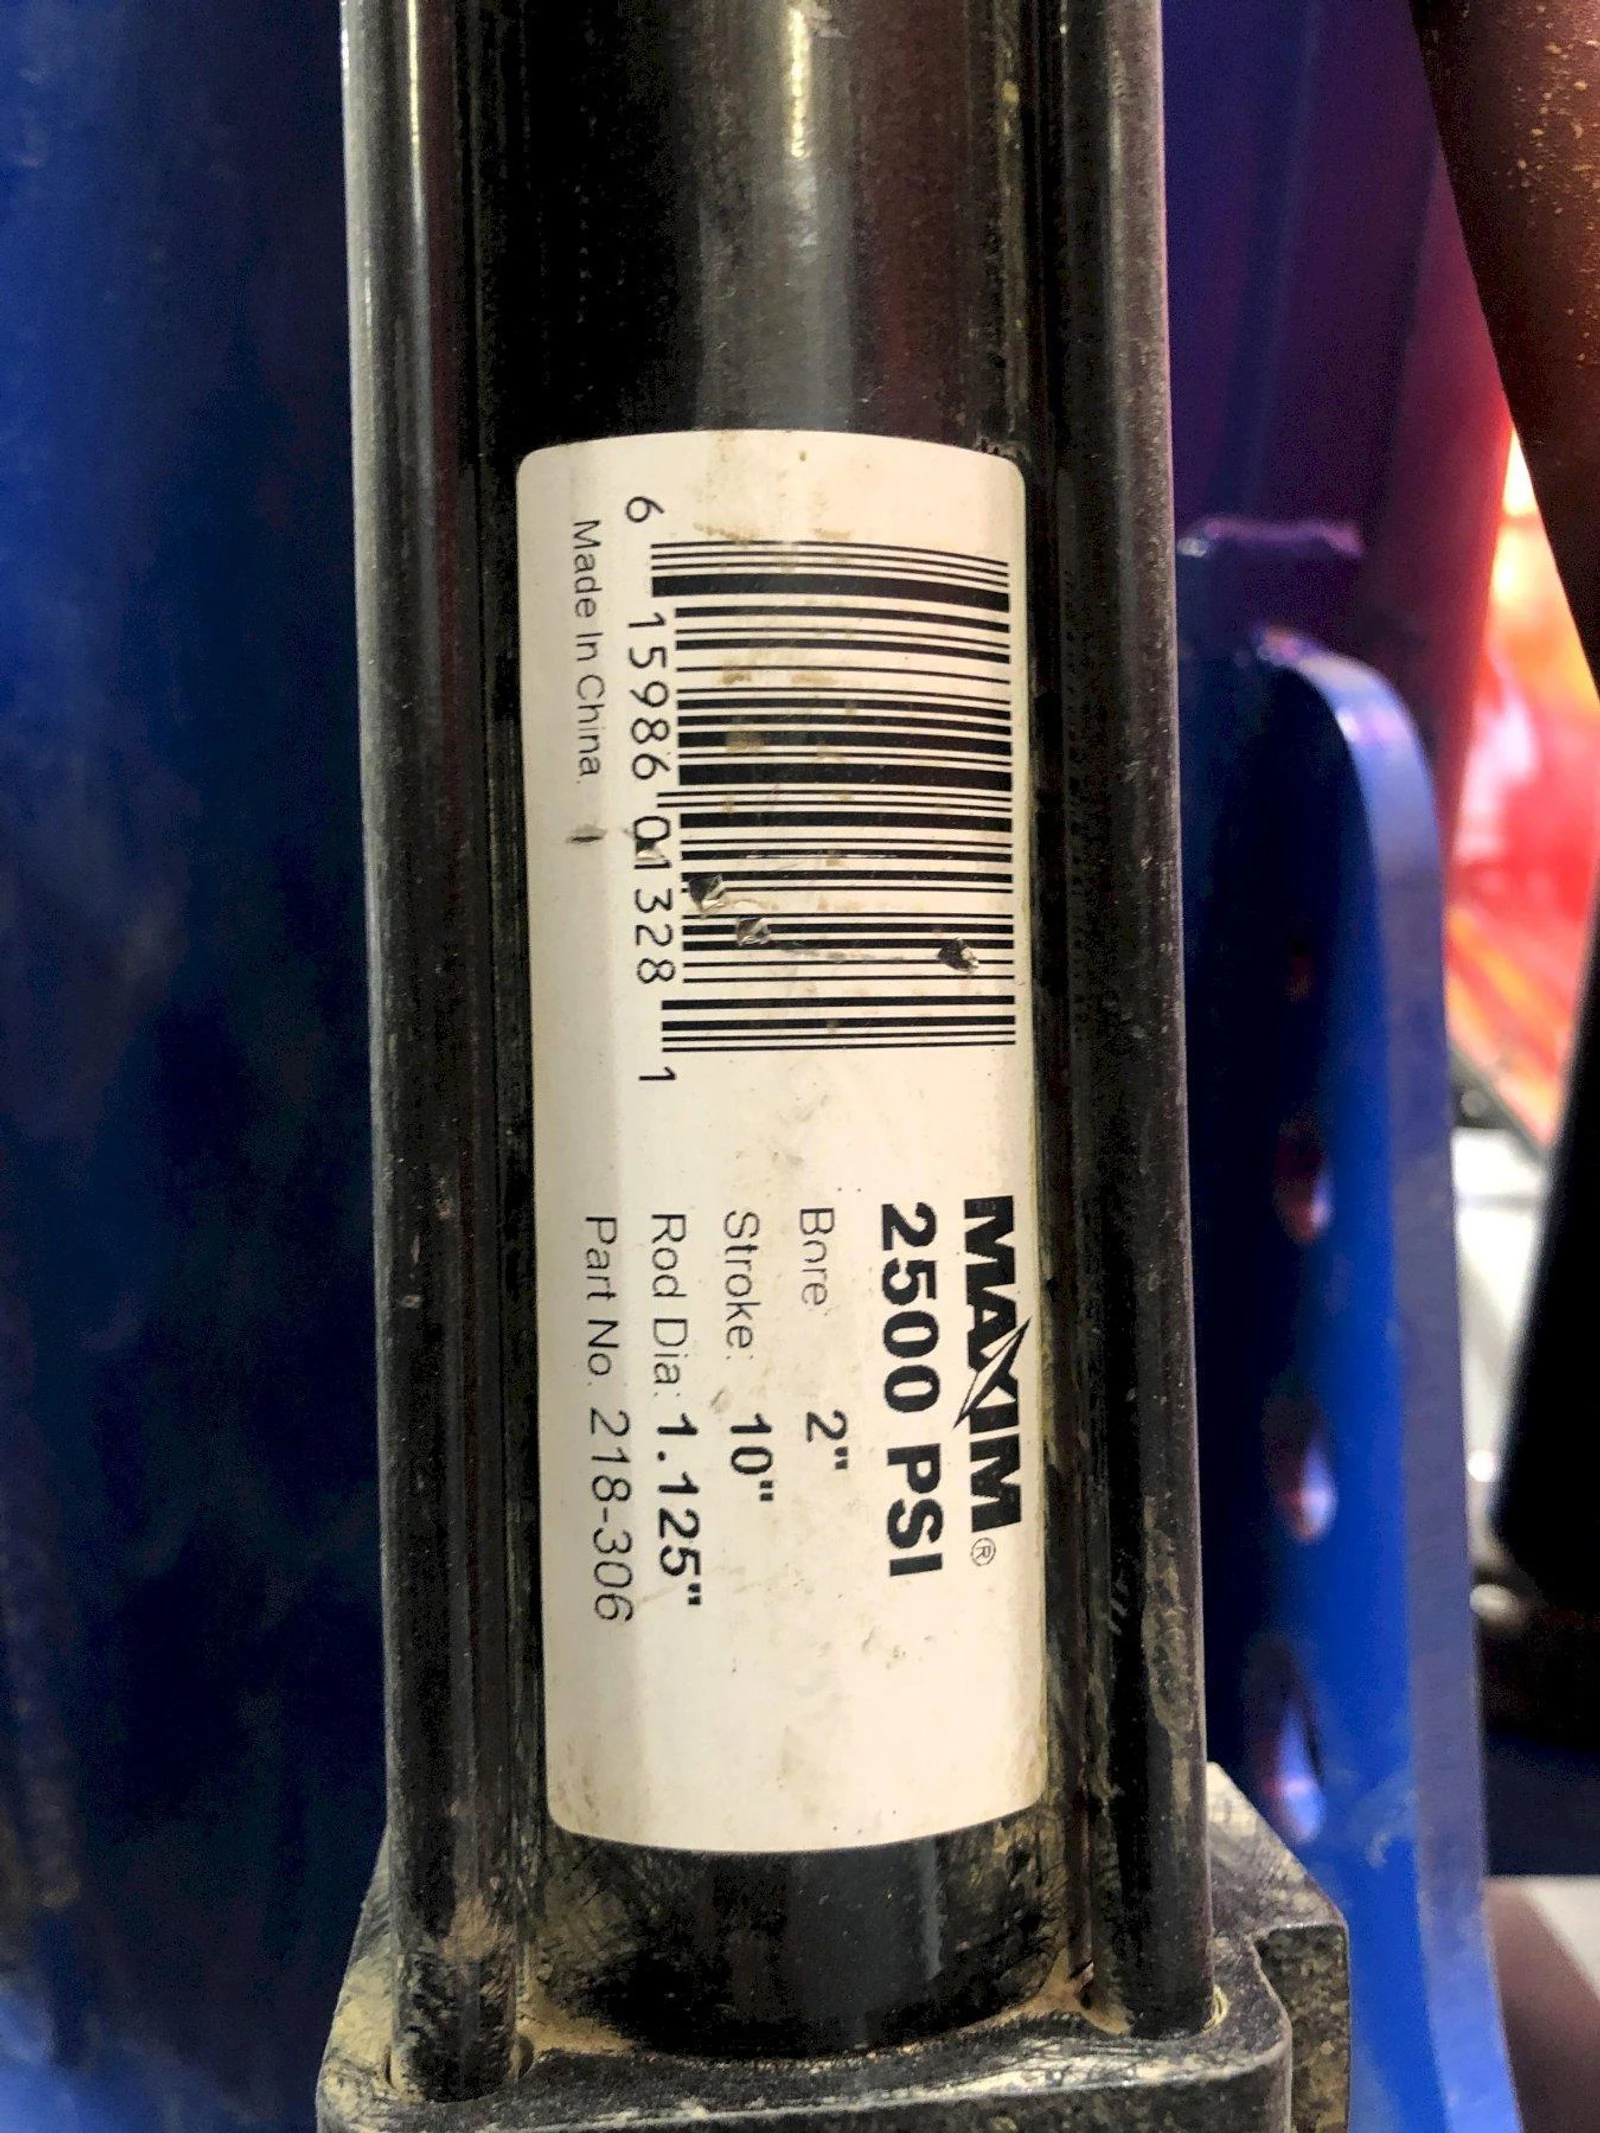 MAXIM®
2500 PSI
Bore 2"
Stroke: 10"
Rod Dia: 1.125"
Part No. 218-306
6 15986 01328 1
Made In China